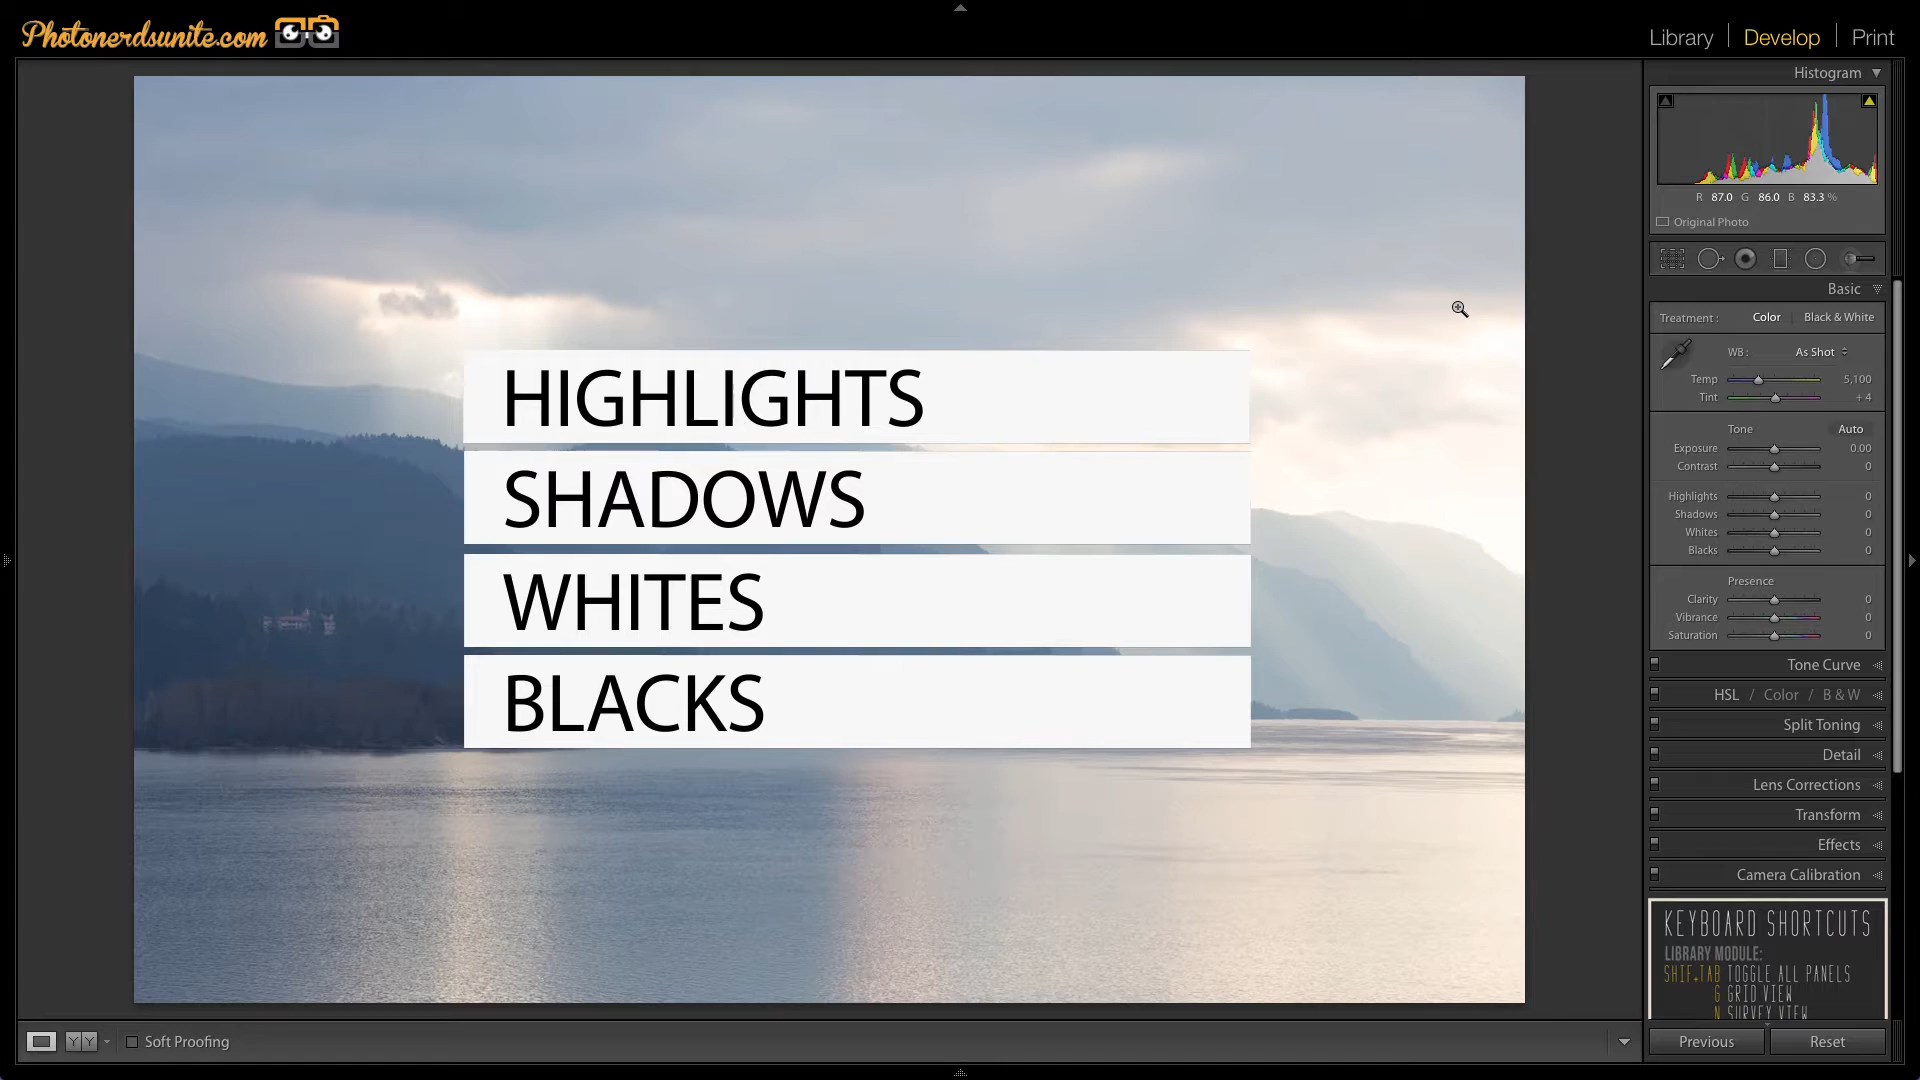 Photonerdsunite.com
Library | Develop | Print
Histogram
R 87.0 G 86.0 B 83.3 %
Original Photo
Basic
Treatment : Color Black & White
WB : As Shot
Temp 5,100
Tint + 4
Tone Auto
Exposure 0.00
Contrast 0
Highlights 0
Shadows 0
Whites 0
Blacks 0
Presence
Clarity 0
Vibrance 0
Saturation 0
Tone Curve
HSL / Color / B & W
Split Toning
Detail
Lens Corrections
Transform
Effects
Camera Calibration
KEYBOARD SHORTCUTS
LIBRARY MODULE:
SHIF+TAB TOGGLE ALL PANELS
G GRID VIEW
N SURVEY VIEW
Previous Reset
HIGHLIGHTS
SHADOWS
WHITES
BLACKS
YY
Soft Proofing